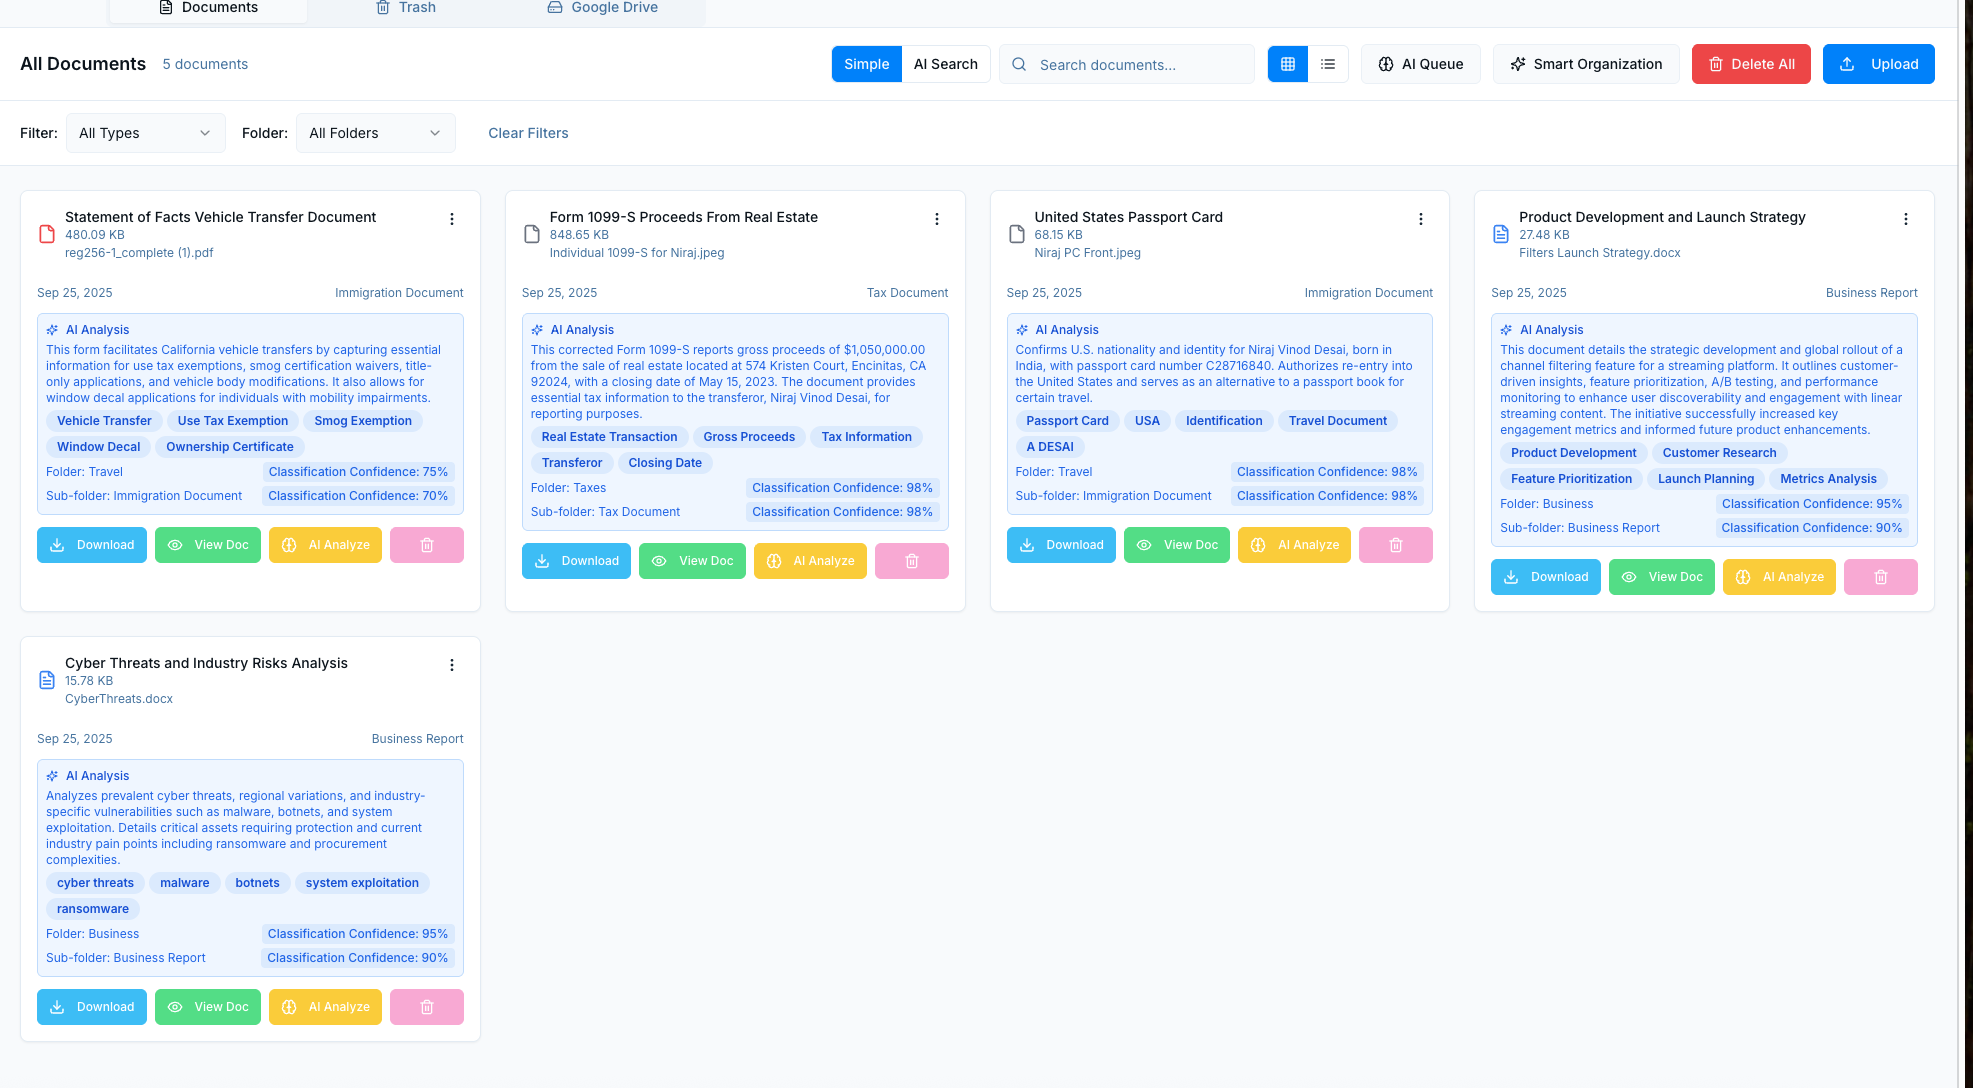 Documents
Trash
Google Drive
All Documents
5 documents
Simple
AI Search
Search documents...
AI Queue
Smart Organization
Delete All
Upload
Filter:
All Types
Folder:
All Folders
Clear Filters
Statement of Facts Vehicle Transfer Document
480.09 KB
reg256-1_complete (1).pdf
Sep 25, 2025
Immigration Document
AI Analysis
This form facilitates California vehicle transfers by capturing essential
information for use tax exemptions, smog certification waivers, title-
only applications, and vehicle body modifications. It also allows for
window decal applications for individuals with mobility impairments.
Vehicle Transfer
Use Tax Exemption
Smog Exemption
Window Decal
Ownership Certificate
Folder: Travel
Classification Confidence: 75%
Sub-folder: Immigration Document
Classification Confidence: 70%
Download
View Doc
AI Analyze
Form 1099-S Proceeds From Real Estate
848.65 KB
Individual 1099-S for Niraj.jpeg
Sep 25, 2025
Tax Document
AI Analysis
This corrected Form 1099-S reports gross proceeds of $1,050,000.00
from the sale of real estate located at 574 Kristen Court, Encinitas, CA
92024, with a closing date of May 15, 2023. The document provides
essential tax information to the transferor, Niraj Vinod Desai, for
reporting purposes.
Real Estate Transaction
Gross Proceeds
Tax Information
Transferor
Closing Date
Folder: Taxes
Classification Confidence: 98%
Sub-folder: Tax Document
Classification Confidence: 98%
Download
View Doc
AI Analyze
United States Passport Card
68.15 KB
Niraj PC Front.jpeg
Sep 25, 2025
Immigration Document
AI Analysis
Confirms U.S. nationality and identity for Niraj Vinod Desai, born in
India, with passport card number C28716840. Authorizes re-entry into
the United States and serves as an alternative to a passport book for
certain travel.
Passport Card
USA
Identification
Travel Document
A DESAI
Folder: Travel
Classification Confidence: 98%
Sub-folder: Immigration Document
Classification Confidence: 98%
Download
View Doc
AI Analyze
Product Development and Launch Strategy
27.48 KB
Filters Launch Strategy.docx
Sep 25, 2025
Business Report
AI Analysis
This document details the strategic development and global rollout of a
channel filtering feature for a streaming platform. It outlines customer-
driven insights, feature prioritization, A/B testing, and performance
monitoring to enhance user discoverability and engagement with linear
streaming content. The initiative successfully increased key
engagement metrics and informed future product enhancements.
Product Development
Customer Research
Feature Prioritization
Launch Planning
Metrics Analysis
Folder: Business
Classification Confidence: 95%
Sub-folder: Business Report
Classification Confidence: 90%
Download
View Doc
AI Analyze
Cyber Threats and Industry Risks Analysis
15.78 KB
CyberThreats.docx
Sep 25, 2025
Business Report
AI Analysis
Analyzes prevalent cyber threats, regional variations, and industry-
specific vulnerabilities such as malware, botnets, and system
exploitation. Details critical assets requiring protection and current
industry pain points including ransomware and procurement
complexities.
cyber threats
malware
botnets
system exploitation
ransomware
Folder: Business
Classification Confidence: 95%
Sub-folder: Business Report
Classification Confidence: 90%
Download
View Doc
AI Analyze